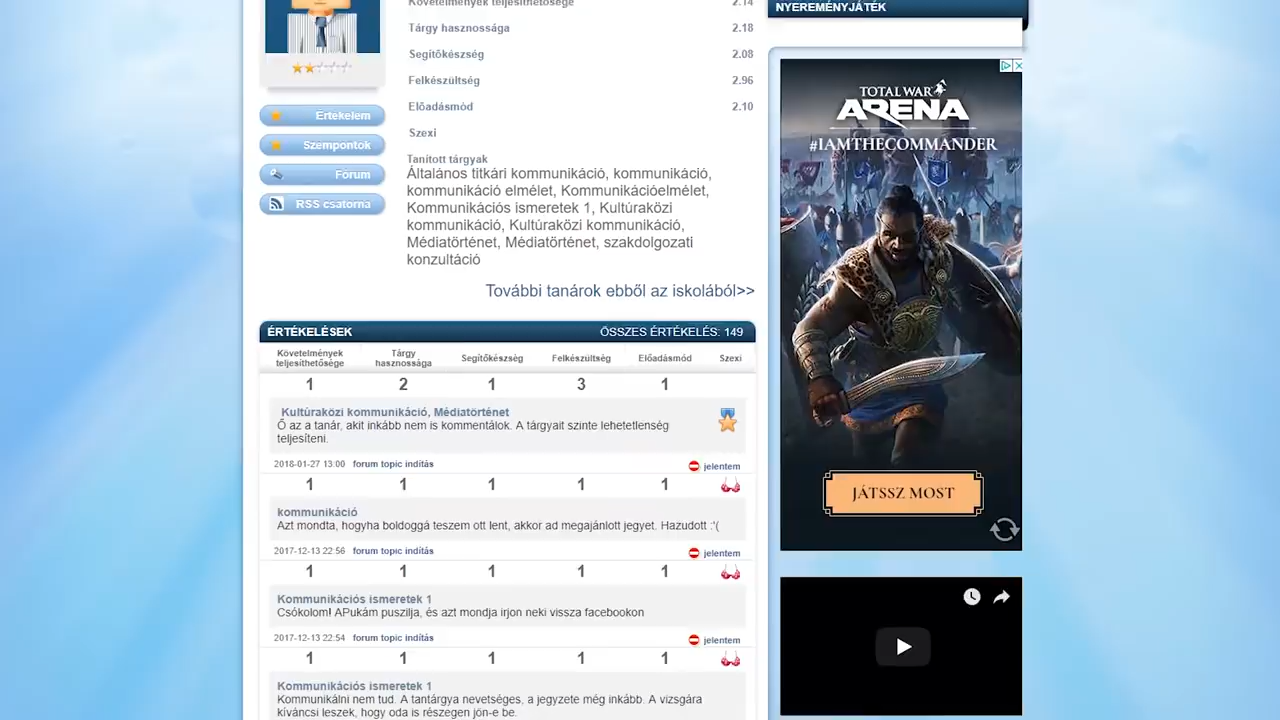 Követelmények teljesíthetősége 2.14
Tárgy hasznossága 2.18
Segítőkészség 2.08
Felkészültség 2.96
Előadásmód 2.10
Szexi
Értékelem
Szempontok
Fórum
RSS csatorna
Tanított tárgyak
Általános titkári kommunikáció, kommunikáció,
kommunikáció elmélet, Kommunikációelmélet,
Kommunikációs ismeretek 1, Kultúraközi
kommunikáció, Kultúraközi kommunikáció,
Médiatörténet, Médiatörténet, szakdolgozati
konzultáció
További tanárok ebből az iskolából>>
ÉRTÉKELÉSEK ÖSSZES ÉRTÉKELÉS: 149
Követelmények teljesíthetősége Tárgy hasznossága Segítőkészség Felkészültség Előadásmód Szexi
1 2 1 3 1
Kultúraközi kommunikáció, Médiatörténet
Ő az a tanár, akit inkább nem is kommentálok. A tárgyait szinte lehetetlenség
teljesíteni.
2018-01-27 13:00 forum topic indítás jelentem
1 1 1 1 1
kommunikáció
Azt mondta, hogyha boldoggá teszem ott lent, akkor ad megajánlott jegyet. Hazudott :'(
2017-12-13 22:56 forum topic indítás jelentem
1 1 1 1 1
Kommunikációs ismeretek 1
Csókolom! APukám puszilja, és azt mondja irjon neki vissza facebookon
2017-12-13 22:54 forum topic indítás jelentem
1 1 1 1 1
Kommunikációs ismeretek 1
Kommunikálni nem tud. A tantárgya nevetséges, a jegyzete még inkább. A vizsgára
kíváncsi leszek, hogy oda is részegen jön-e be.
NYEREMÉNYJÁTÉK
TOTAL WAR
ARENA
#IAMTHECOMMANDER
JÁTSSZ MOST